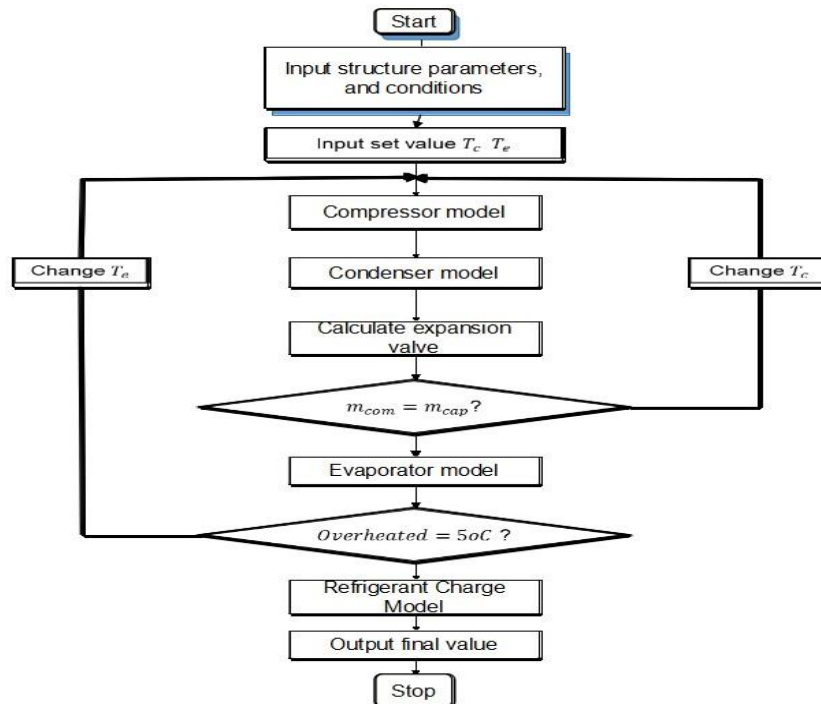 Start
Input structure parameters,
and conditions
Input set value T_c T_e
Compressor model
Change T_e
Condenser model
Change T_c
Calculate expansion
valve
m_com = m_cap?
Evaporator model
Overheated = 5oC ?
Refrigerant Charge
Model
Output final value
Stop